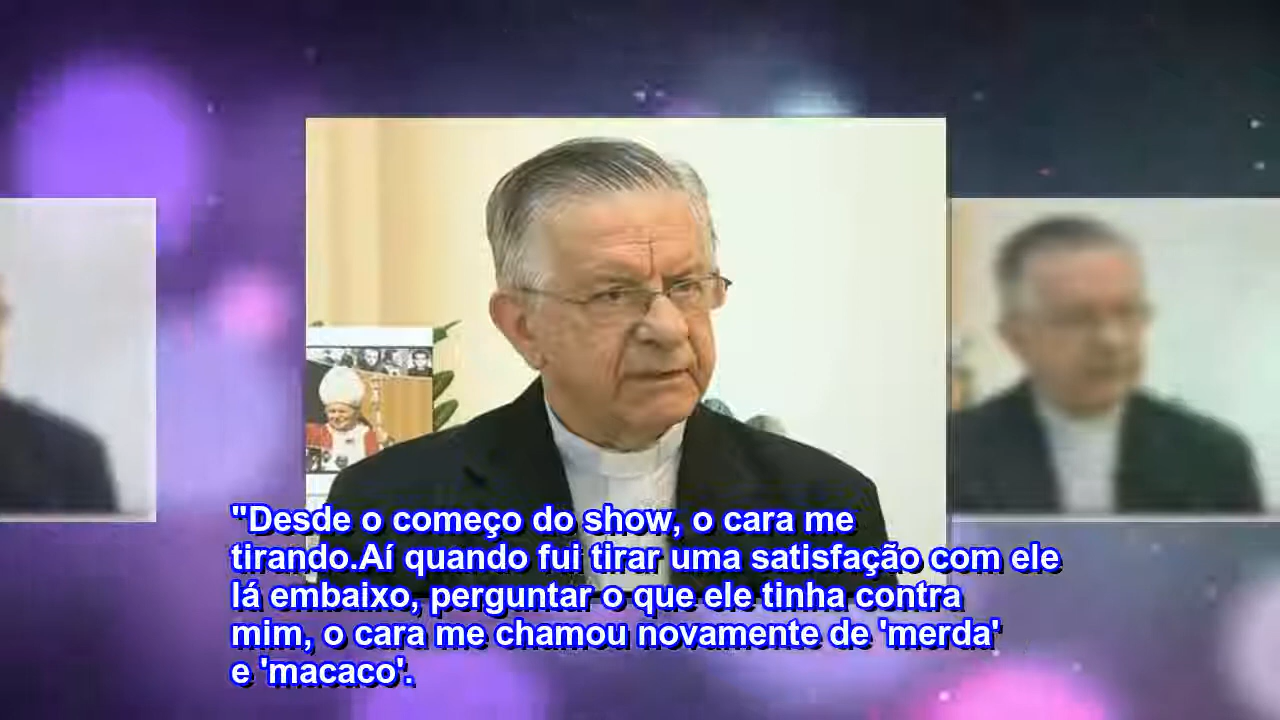 "Desde o começo do show, o cara me
tirando.Aí quando fui tirar uma satisfação com ele
lá embaixo, perguntar o que ele tinha contra
mim, o cara me chamou novamente de 'merda'
e 'macaco'.